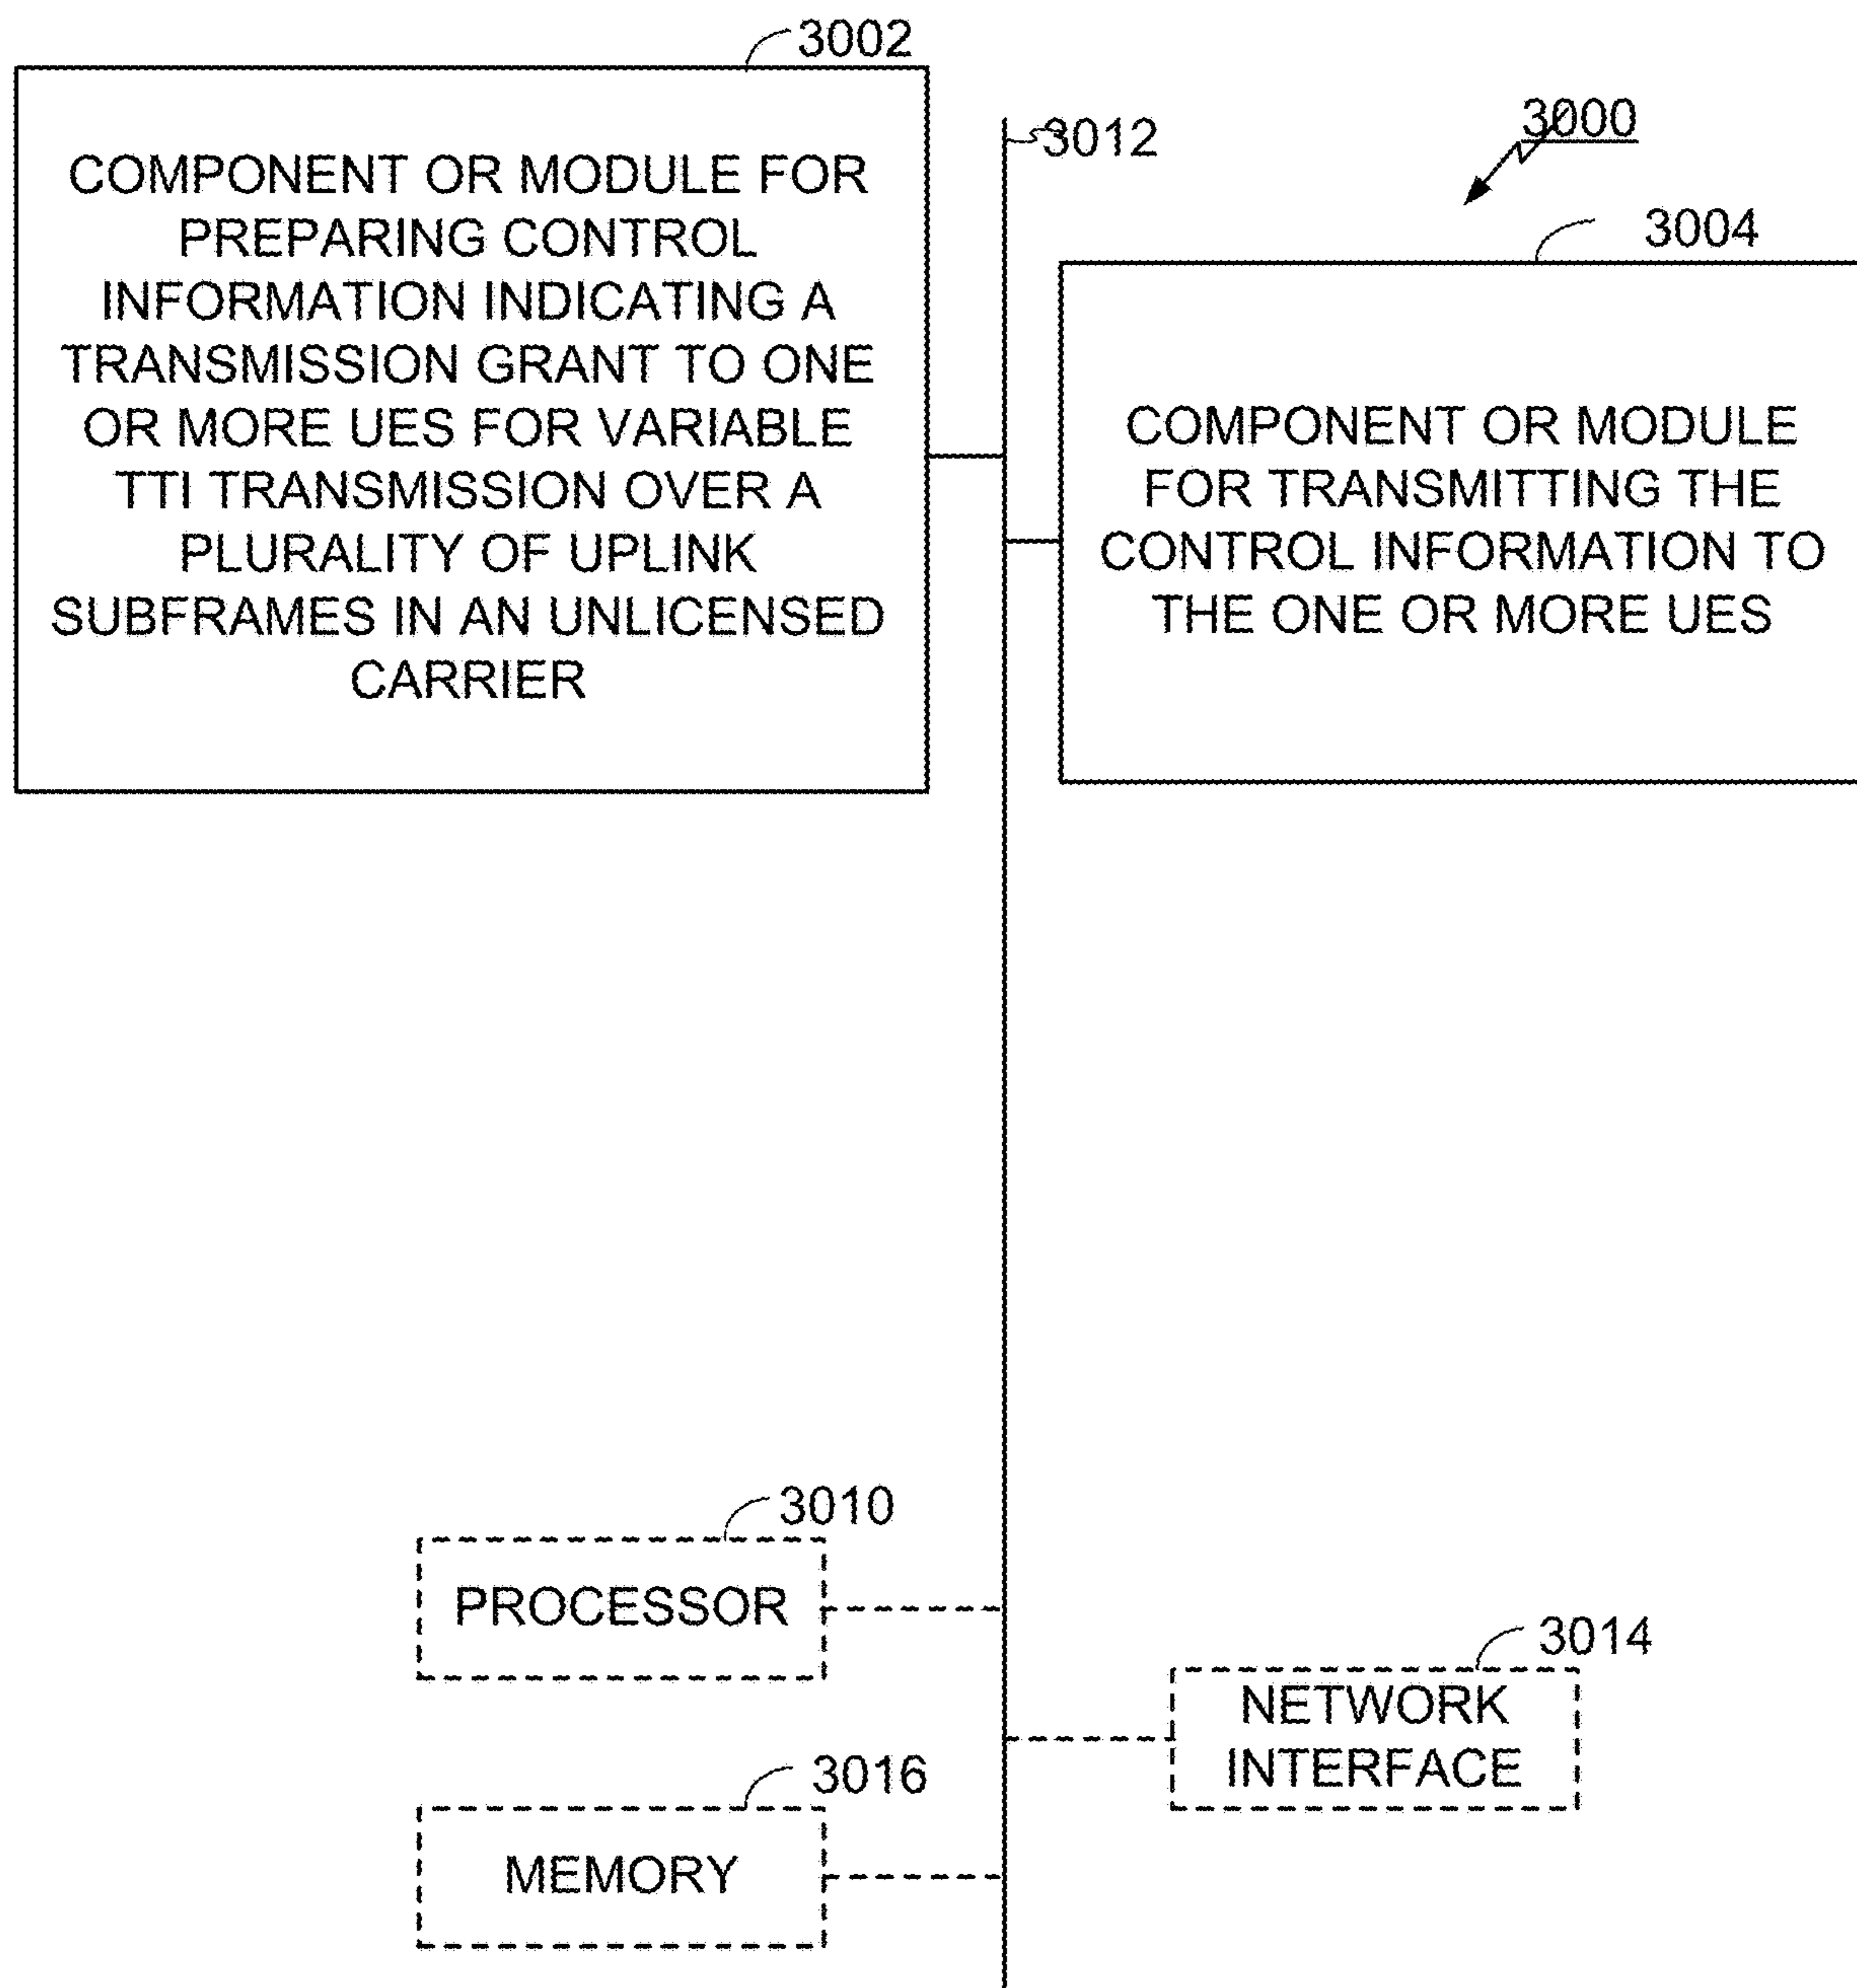 3002
COMPONENT OR MODULE FOR
PREPARING CONTROL
INFORMATION INDICATING A
TRANSMISSION GRANT TO ONE
OR MORE UES FOR VARIABLE
TTI TRANSMISSION OVER A
PLURALITY OF UPLINK
SUBFRAMES IN AN UNLICENSED
CARRIER
3012
3000
3004
COMPONENT OR MODULE
FOR TRANSMITTING THE
CONTROL INFORMATION TO
THE ONE OR MORE UES
3010
PROCESSOR
3014
NETWORK
INTERFACE
3016
MEMORY